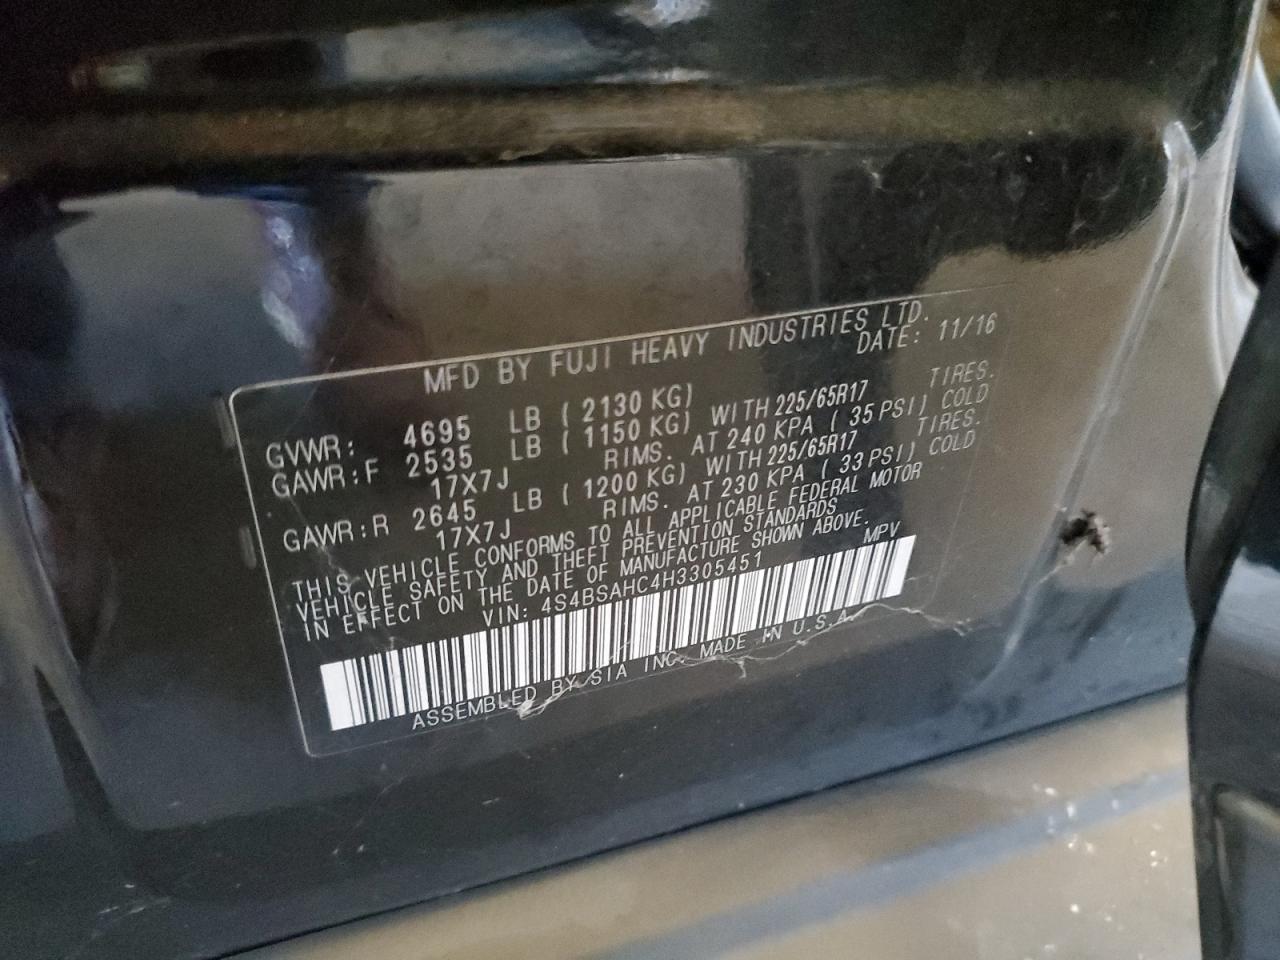 MFD BY FUJI HEAVY INDUSTRIES LTD.
DATE: 11/16
GVWR: 4695 LB ( 2130 KG)
GAWR:F 2535 LB ( 1150 KG) WITH 225/65R17 TIRES.
17X7J RIMS. AT 240 KPA ( 35 PSI) COLD
GAWR:R 2645 LB ( 1200 KG) WITH 225/65R17 TIRES.
17X7J RIMS. AT 230 KPA ( 33 PSI) COLD
THIS VEHICLE CONFORMS TO ALL APPLICABLE FEDERAL MOTOR
VEHICLE SAFETY AND THEFT PREVENTION STANDARDS
IN EFFECT ON THE DATE OF MANUFACTURE SHOWN ABOVE.
VIN: 4S4BSAHC4H3305451 MPV
ASSEMBLED BY SIA INC. MADE IN U.S.A.